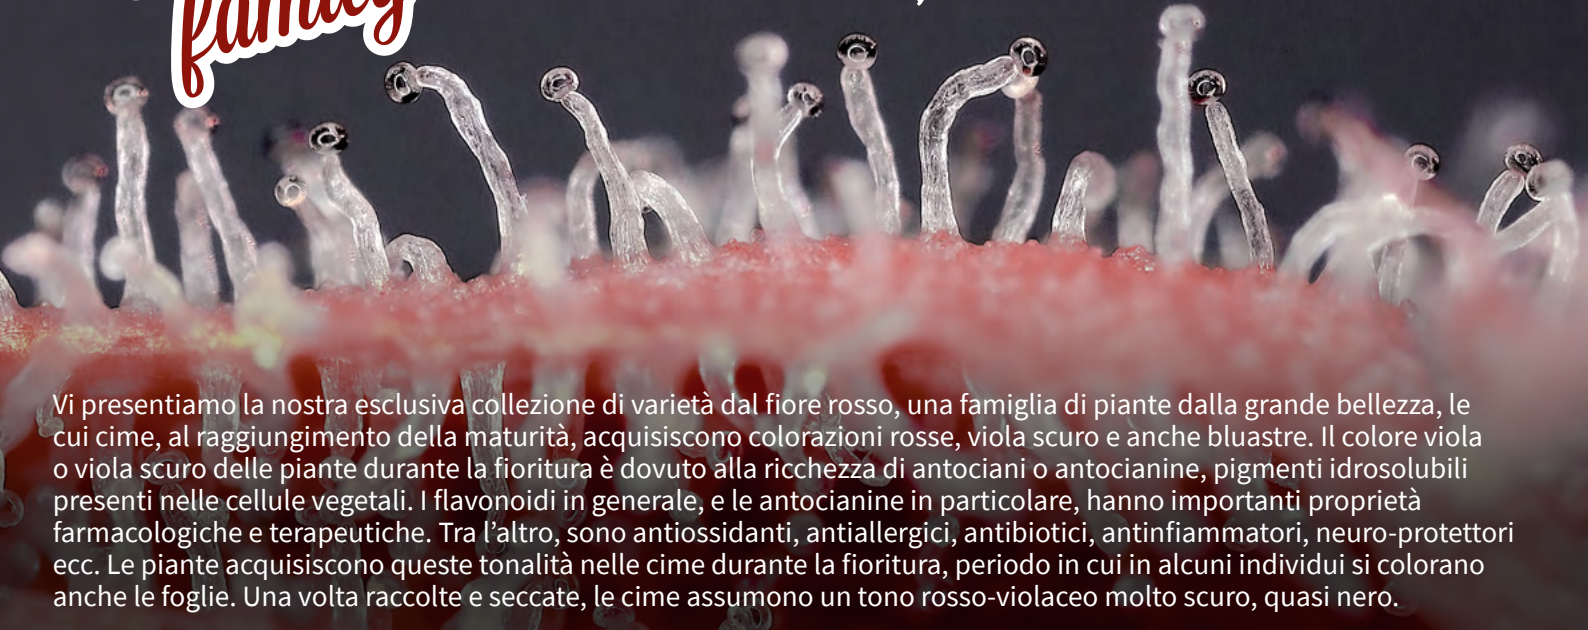 family
Vi presentiamo la nostra esclusiva collezione di varietà dal fiore rosso, una famiglia di piante dalla grande bellezza, le
cui cime, al raggiungimento della maturità, acquisiscono colorazioni rosse, viola scuro e anche bluastre. Il colore viola
o viola scuro delle piante durante la fioritura è dovuto alla ricchezza di antociani o antocianine, pigmenti idrosolubili
presenti nelle cellule vegetali. I flavonoidi in generale, e le antocianine in particolare, hanno importanti proprietà
farmacologiche e terapeutiche. Tra l’altro, sono antiossidanti, antiallergici, antibiotici, antinfiammatori, neuro-protettori
ecc. Le piante acquisiscono queste tonalità nelle cime durante la fioritura, periodo in cui in alcuni individui si colorano
anche le foglie. Una volta raccolte e seccate, le cime assumono un tono rosso-violaceo molto scuro, quasi nero.